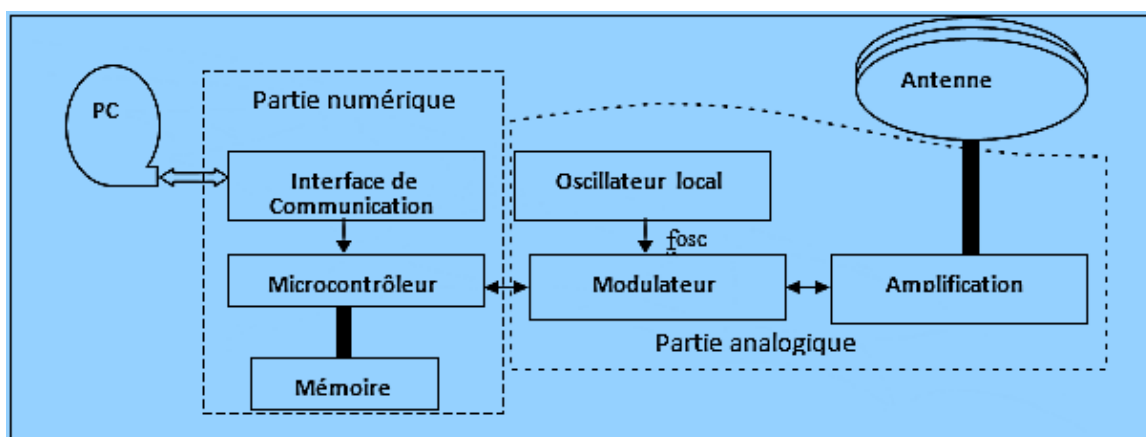 Antenne
PC
Partie numérique
Interface de
Communication
Oscillateur local
fosc
Microcontrôleur
Modulateur
Amplification
Partie analogique
Mémoire